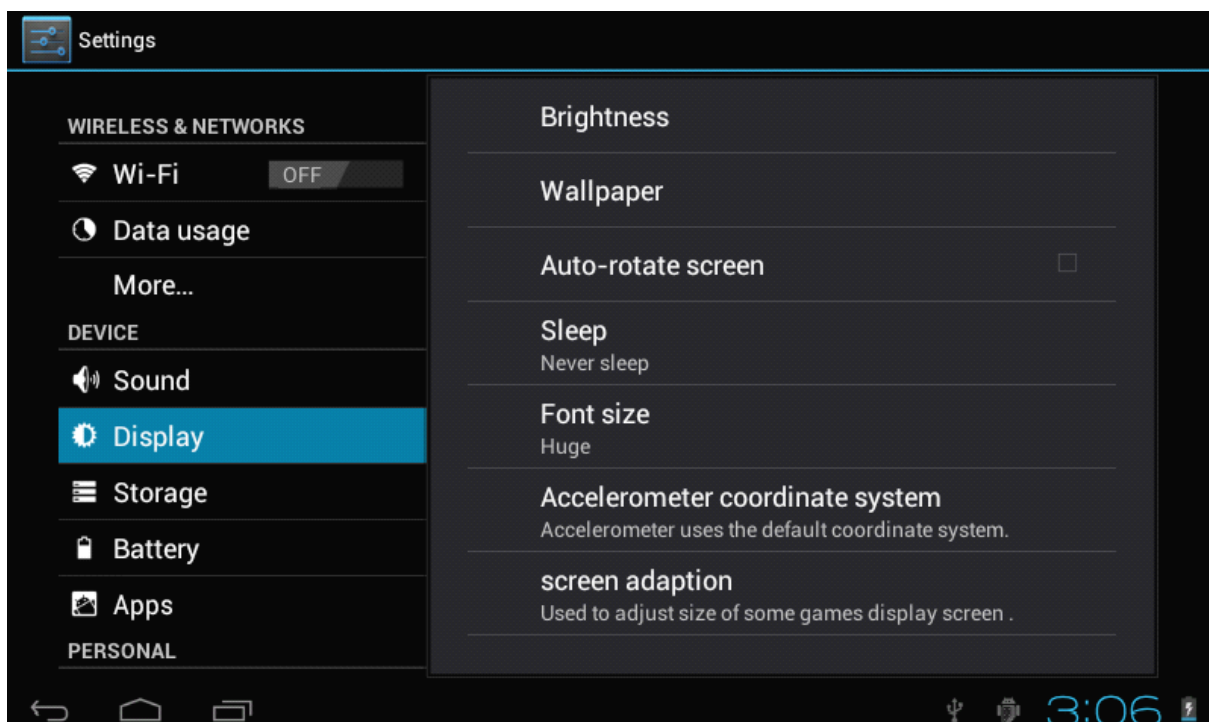 Settings
WIRELESS & NETWORKS
Wi-Fi OFF
Data usage
More...
DEVICE
Sound
Display
Storage
Battery
Apps
PERSONAL
Brightness
Wallpaper
Auto-rotate screen
Sleep
Never sleep
Font size
Huge
Accelerometer coordinate system
Accelerometer uses the default coordinate system.
screen adaption
Used to adjust size of some games display screen .
3:06